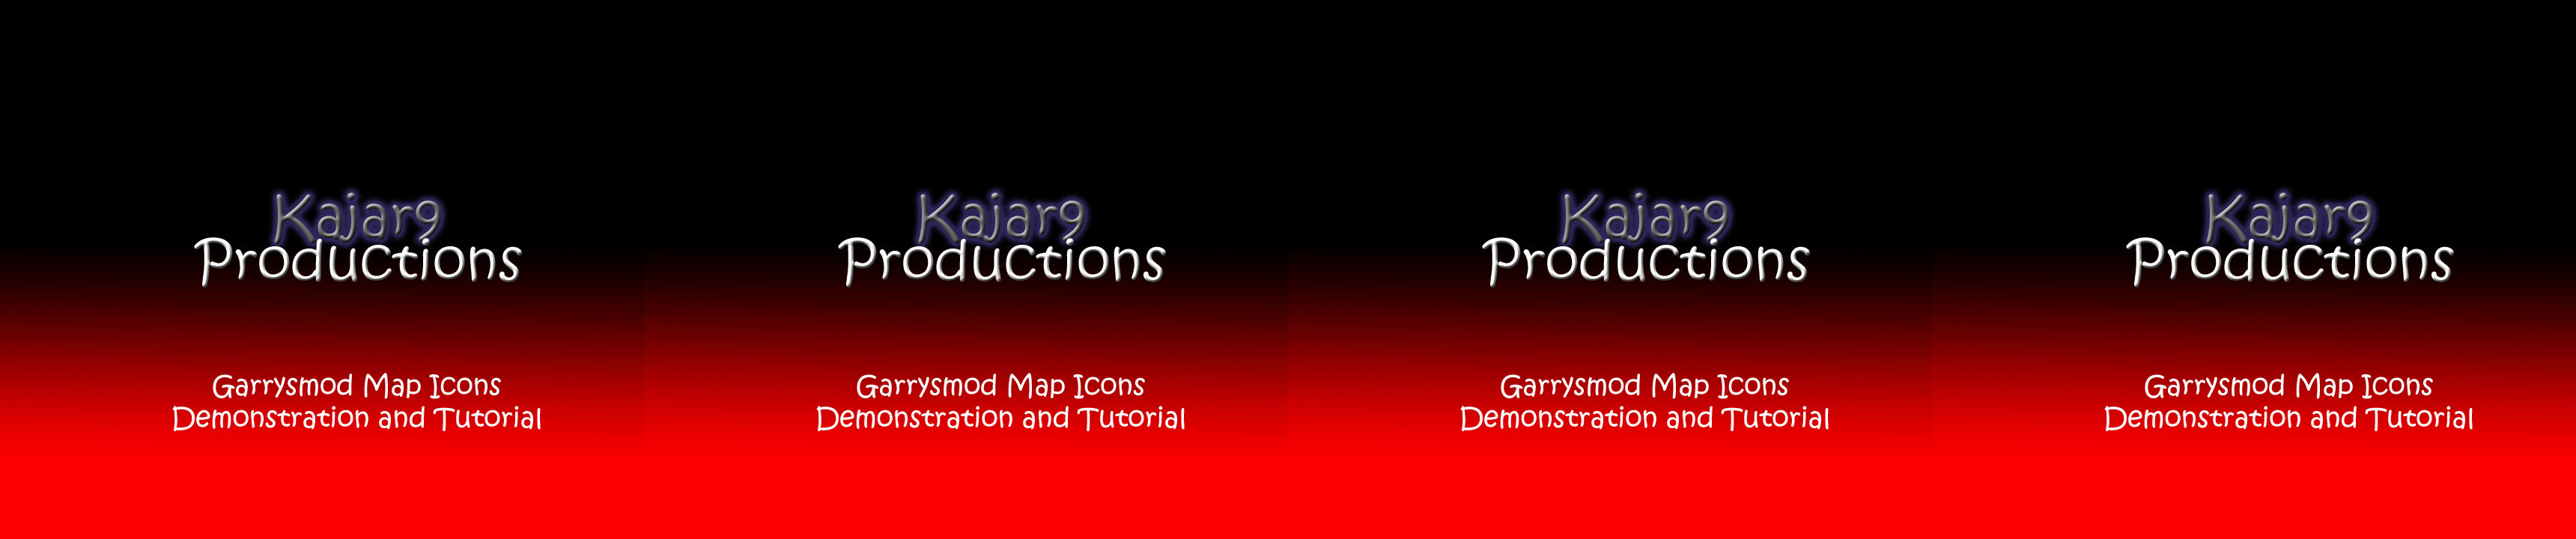 Kajar9
Productions
Garrysmod Map Icons
Demonstration and Tutorial
Kajar9
Productions
Garrysmod Map Icons
Demonstration and Tutorial
Kajar9
Productions
Garrysmod Map Icons
Demonstration and Tutorial
Kajar9
Productions
Garrysmod Map Icons
Demonstration and Tutorial